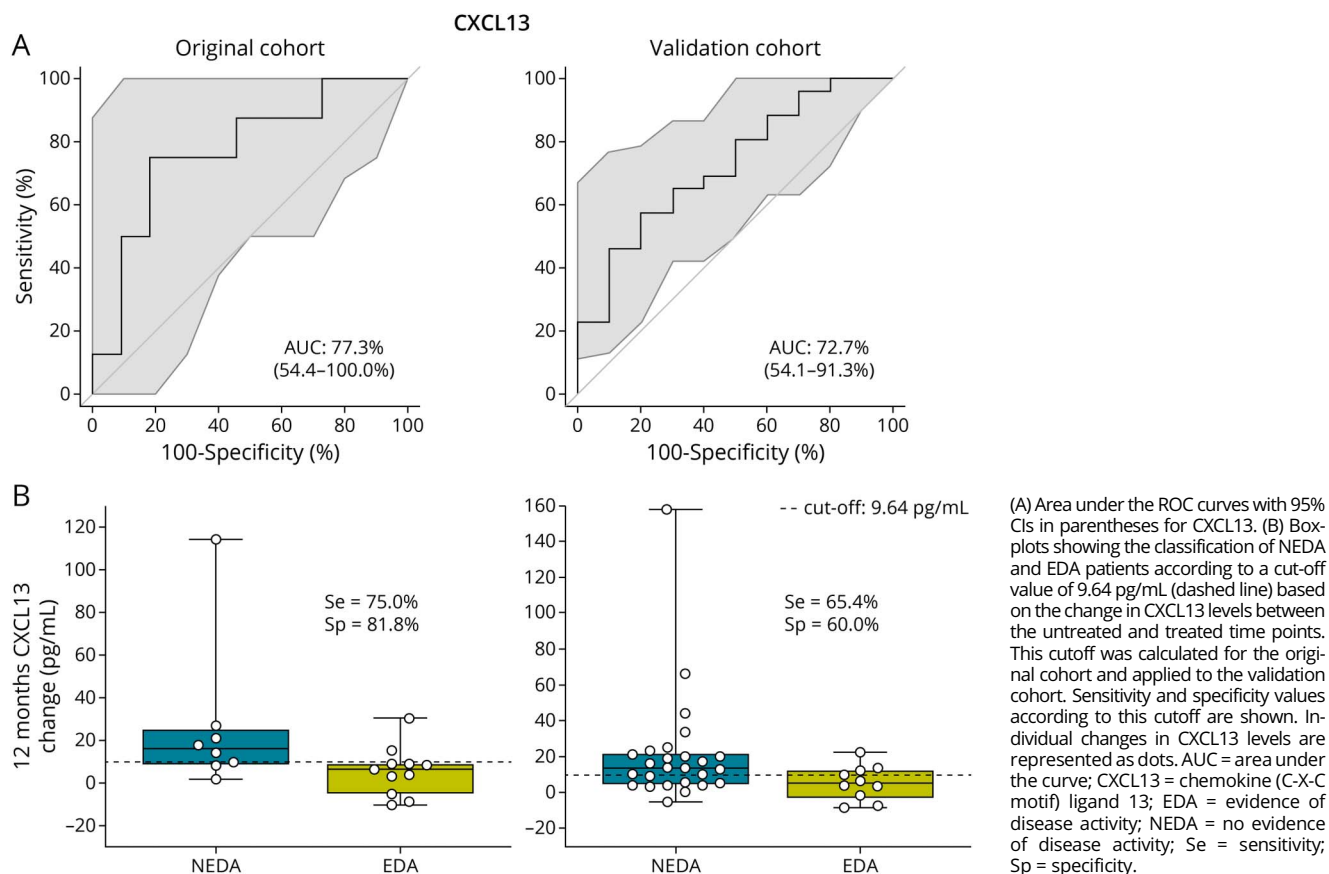 CXCL13
A
Original cohort
Validation cohort
Sensitivity (%)
100
80
60
40
20
0
AUC: 77.3%
(54.4–100.0%)
0 20 40 60 80 100
100-Specificity (%)
100
80
60
40
20
0
AUC: 72.7%
(54.1–91.3%)
0 20 40 60 80 100
100-Specificity (%)
B
12 months CXCL13
change (pg/mL)
120
100
80
60
40
20
0
−20
Se = 75.0%
Sp = 81.8%
NEDA EDA
160
140
120
100
80
60
40
20
0
−20
-- cut-off: 9.64 pg/mL
Se = 65.4%
Sp = 60.0%
NEDA EDA
(A) Area under the ROC curves with 95%
CIs in parentheses for CXCL13. (B) Box-
plots showing the classification of NEDA
and EDA patients according to a cut-off
value of 9.64 pg/mL (dashed line) based
on the change in CXCL13 levels between
the untreated and treated time points.
This cutoff was calculated for the origi-
nal cohort and applied to the validation
cohort. Sensitivity and specificity values
according to this cutoff are shown. In-
dividual changes in CXCL13 levels are
represented as dots. AUC = area under
the curve; CXCL13 = chemokine (C-X-C
motif) ligand 13; EDA = evidence of
disease activity; NEDA = no evidence
of disease activity; Se = sensitivity;
Sp = specificity.